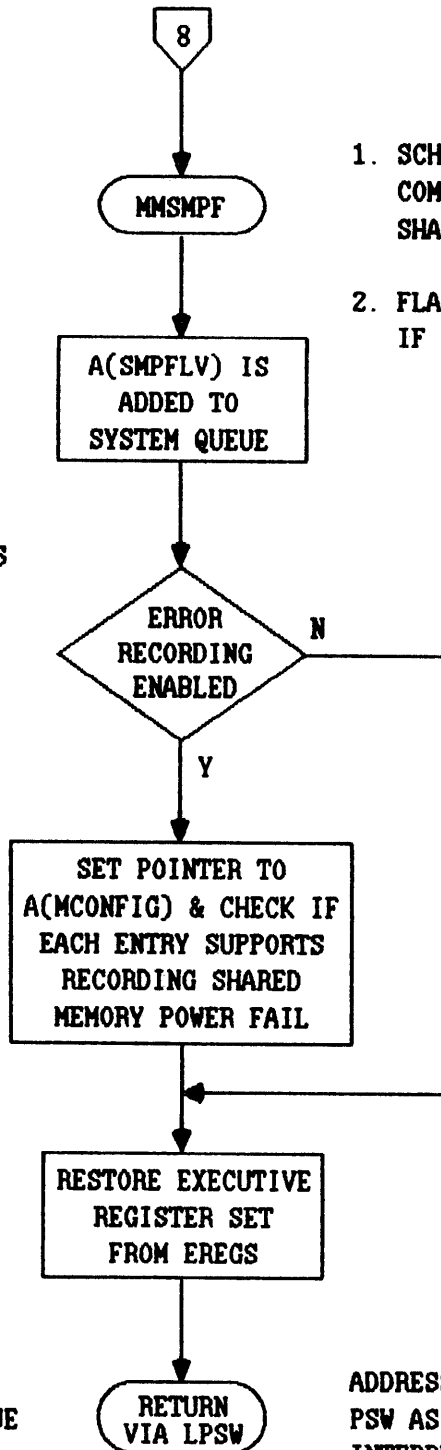 8
1. SCH
COM
SHA
MMSMPF
2. FLA
IF
A(SMPFLV) IS
ADDED TO
SYSTEM QUEUE
S
ERROR
RECORDING
ENABLED
N
Y
SET POINTER TO
A(MCONFIG) & CHECK IF
EACH ENTRY SUPPORTS
RECORDING SHARED
MEMORY POWER FAIL
RESTORE EXECUTIVE
REGISTER SET
FROM EREGS
RETURN
VIA LPSW
UE
ADDRESS
PSW AS